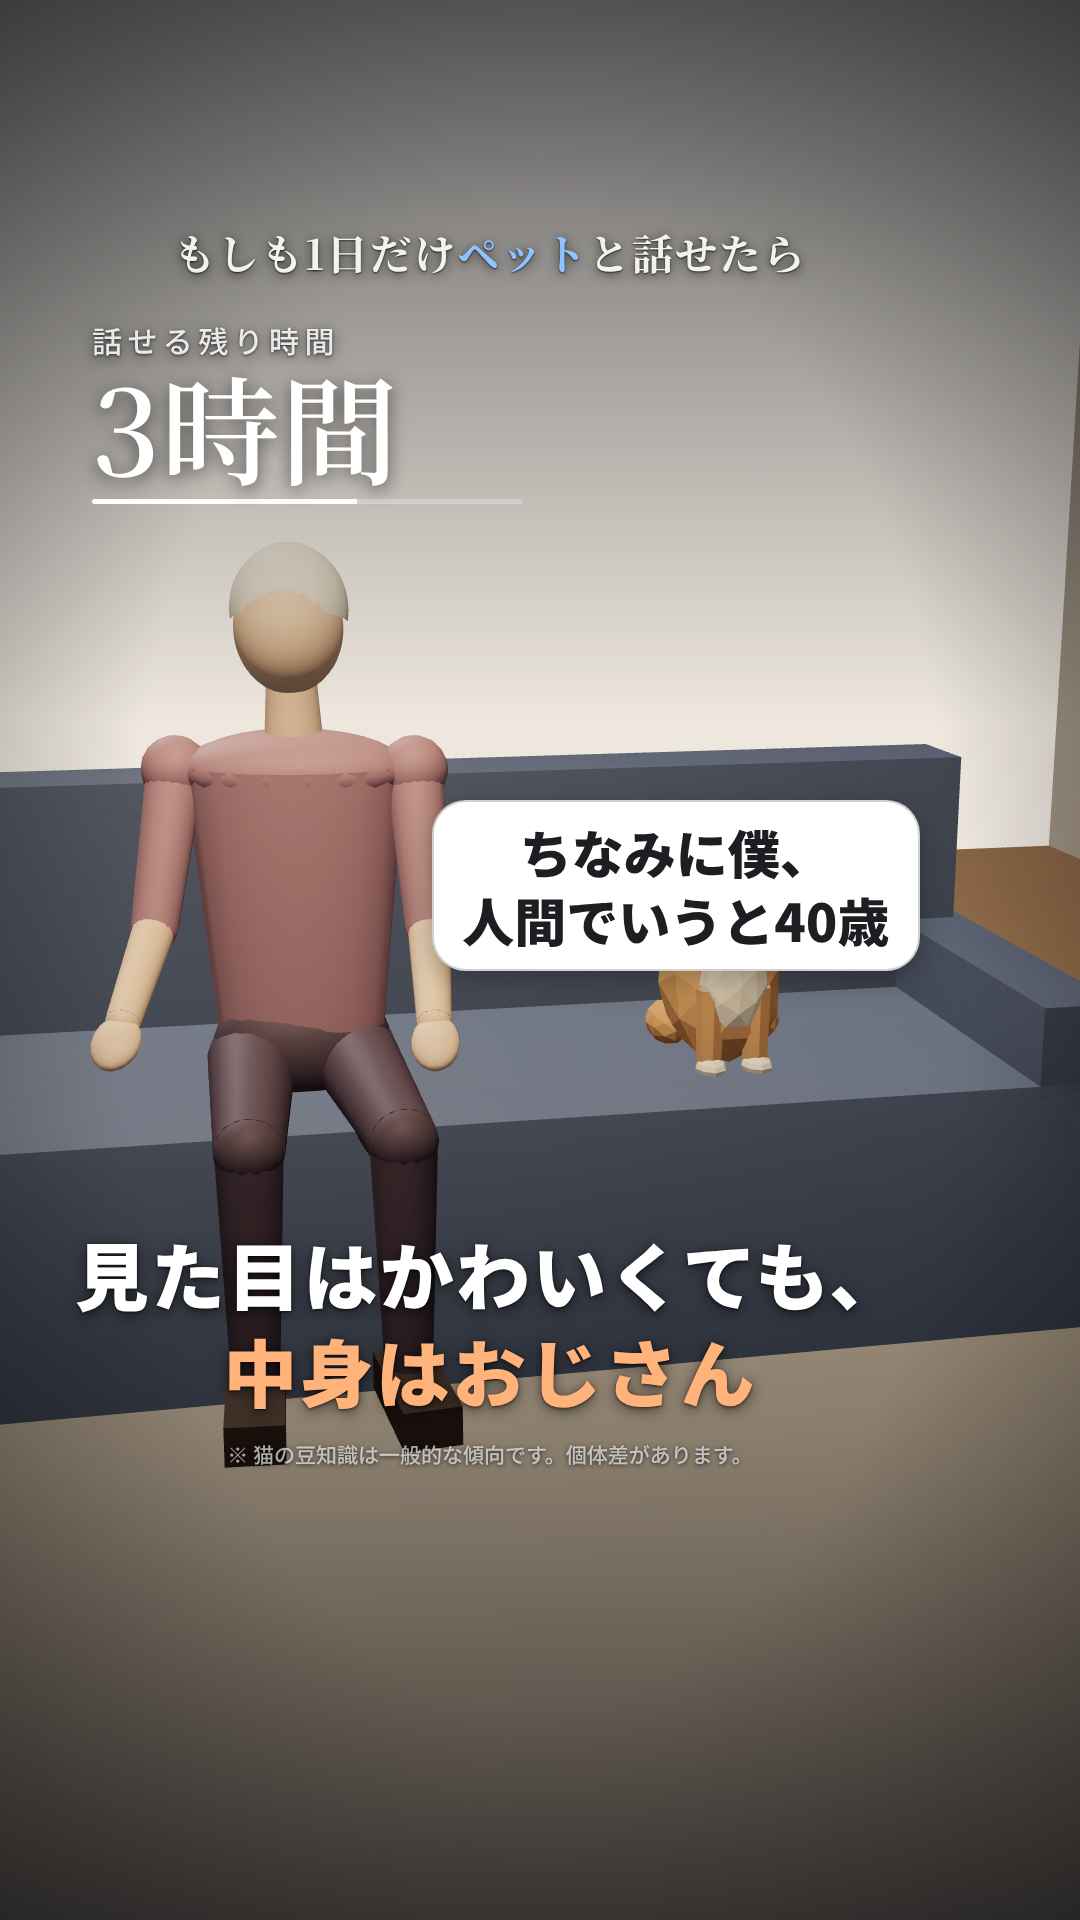 もしも1日だけペットと話せたら
話せる残り時間
3時間
ちなみに僕、
人間でいうと40歳
見た目はかわいくても、
中身はおじさん
※ 猫の豆知識は一般的な傾向です。個体差があります。